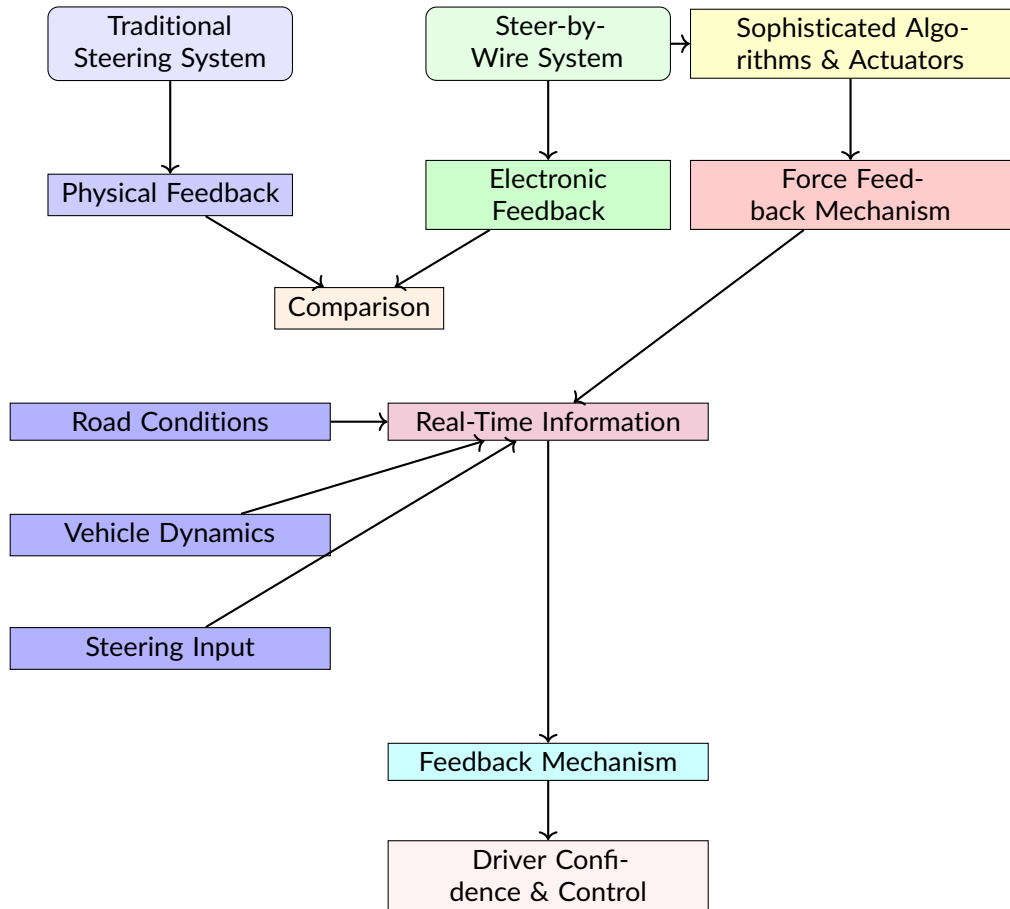 Traditional
Steering System
Steer-by-
Wire System
Sophisticated Algo-
rithms & Actuators
Physical Feedback
Electronic
Feedback
Force Feed-
back Mechanism
Comparison
Road Conditions
Real-Time Information
Vehicle Dynamics
Steering Input
Feedback Mechanism
Driver Confi-
dence & Control